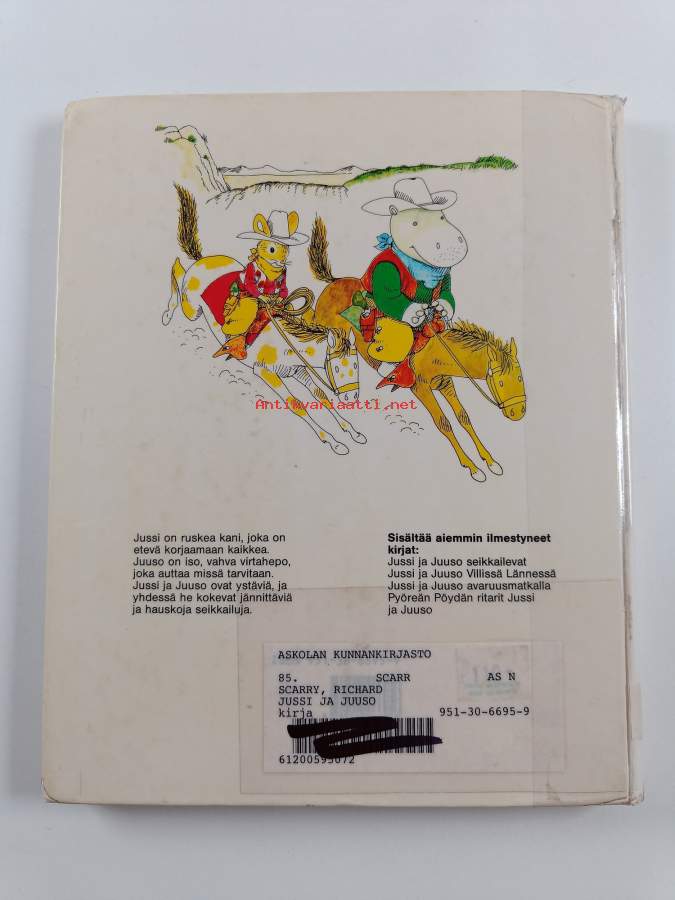 Antikvariaatti.net
Jussi on ruskea kani, joka on
etevä korjaamaan kaikkea.
Juuso on iso, vahva virtahepo,
joka auttaa missä tarvitaan.
Jussi ja Juuso ovat ystäviä, ja
yhdessä he kokevat jännittäviä
ja hauskoja seikkailuja.
Sisältää aiemmin ilmestyneet
kirjat:
Jussi ja Juuso seikkailevat
Jussi ja Juuso Villissä Lännessä
Jussi ja Juuso avaruusmatkalla
Pyöreän Pöydän ritarit Jussi
ja Juuso
ASKOLAN KUNNANKIRJASTO
85. SCARR AS N
SCARRY, RICHARD
JUSSI JA JUUSO
kirja 951-30-6695-9